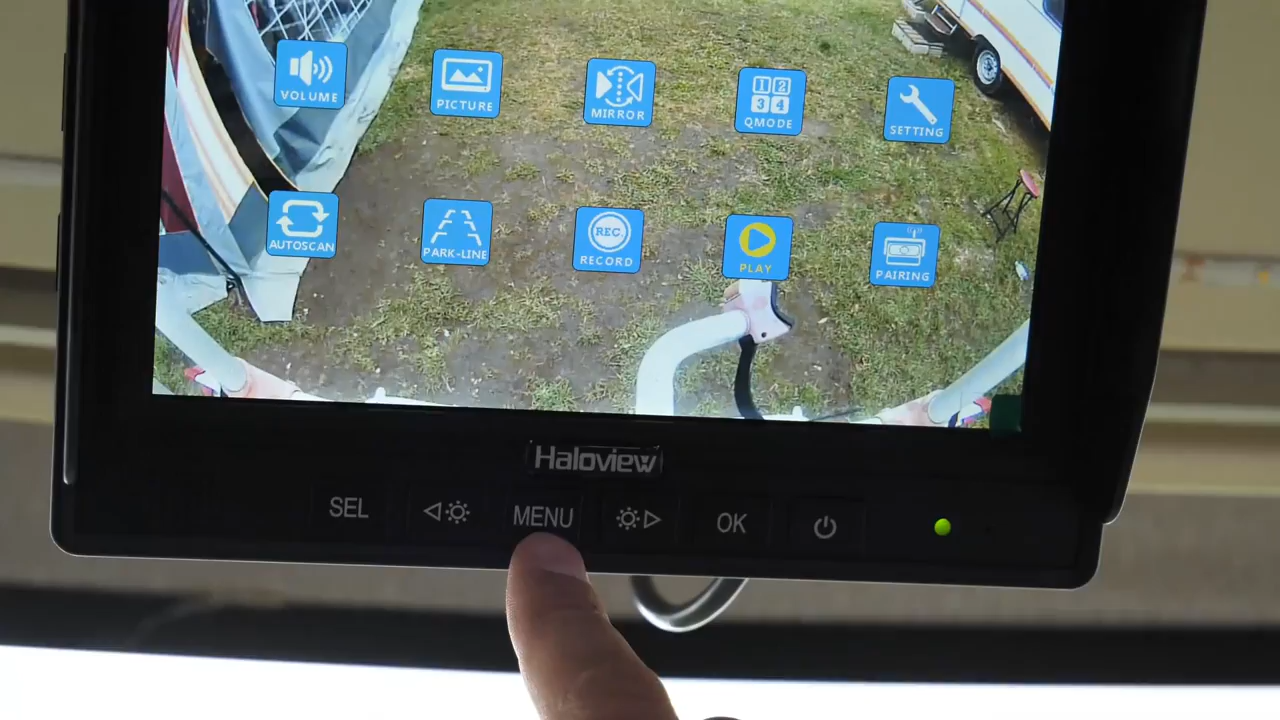 VOLUME
PICTURE
MIRROR
1 2
3 4
QMODE
SETTING
AUTOSCAN
PARK-LINE
REC.
RECORD
PLAY
PAIRING
Haloview
SEL
MENU
OK